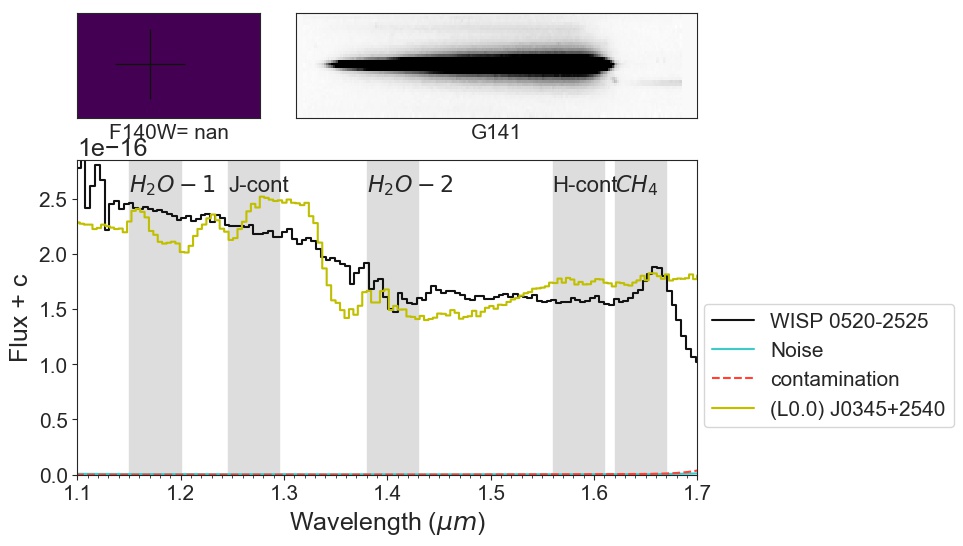 F140W= nan
G141
1e−16
H₂O − 1 J-cont H₂O − 2 H-cont CH₄
2.5
2.0
1.5
1.0
0.5
0.0
Flux + c
1.1 1.2 1.3 1.4 1.5 1.6 1.7
Wavelength (μm)
WISP 0520-2525
Noise
contamination
(L0.0) J0345+2540